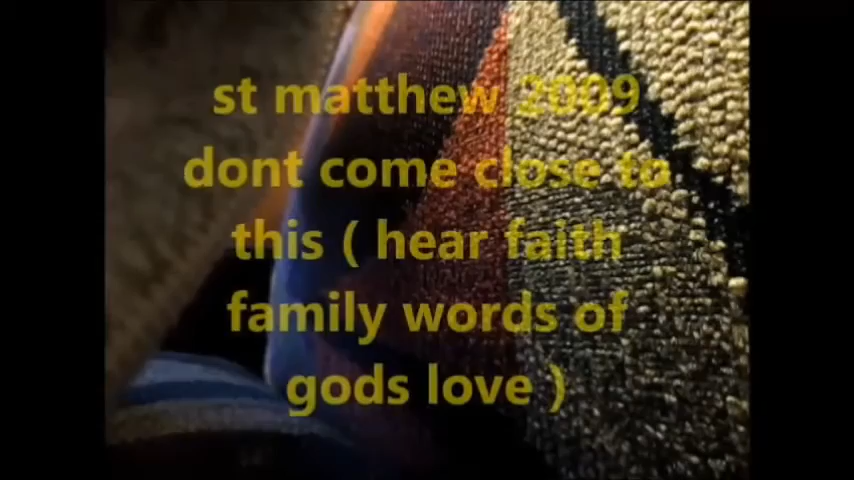 st matthew 2009
dont come close to
this ( hear faith
family words of
gods love )